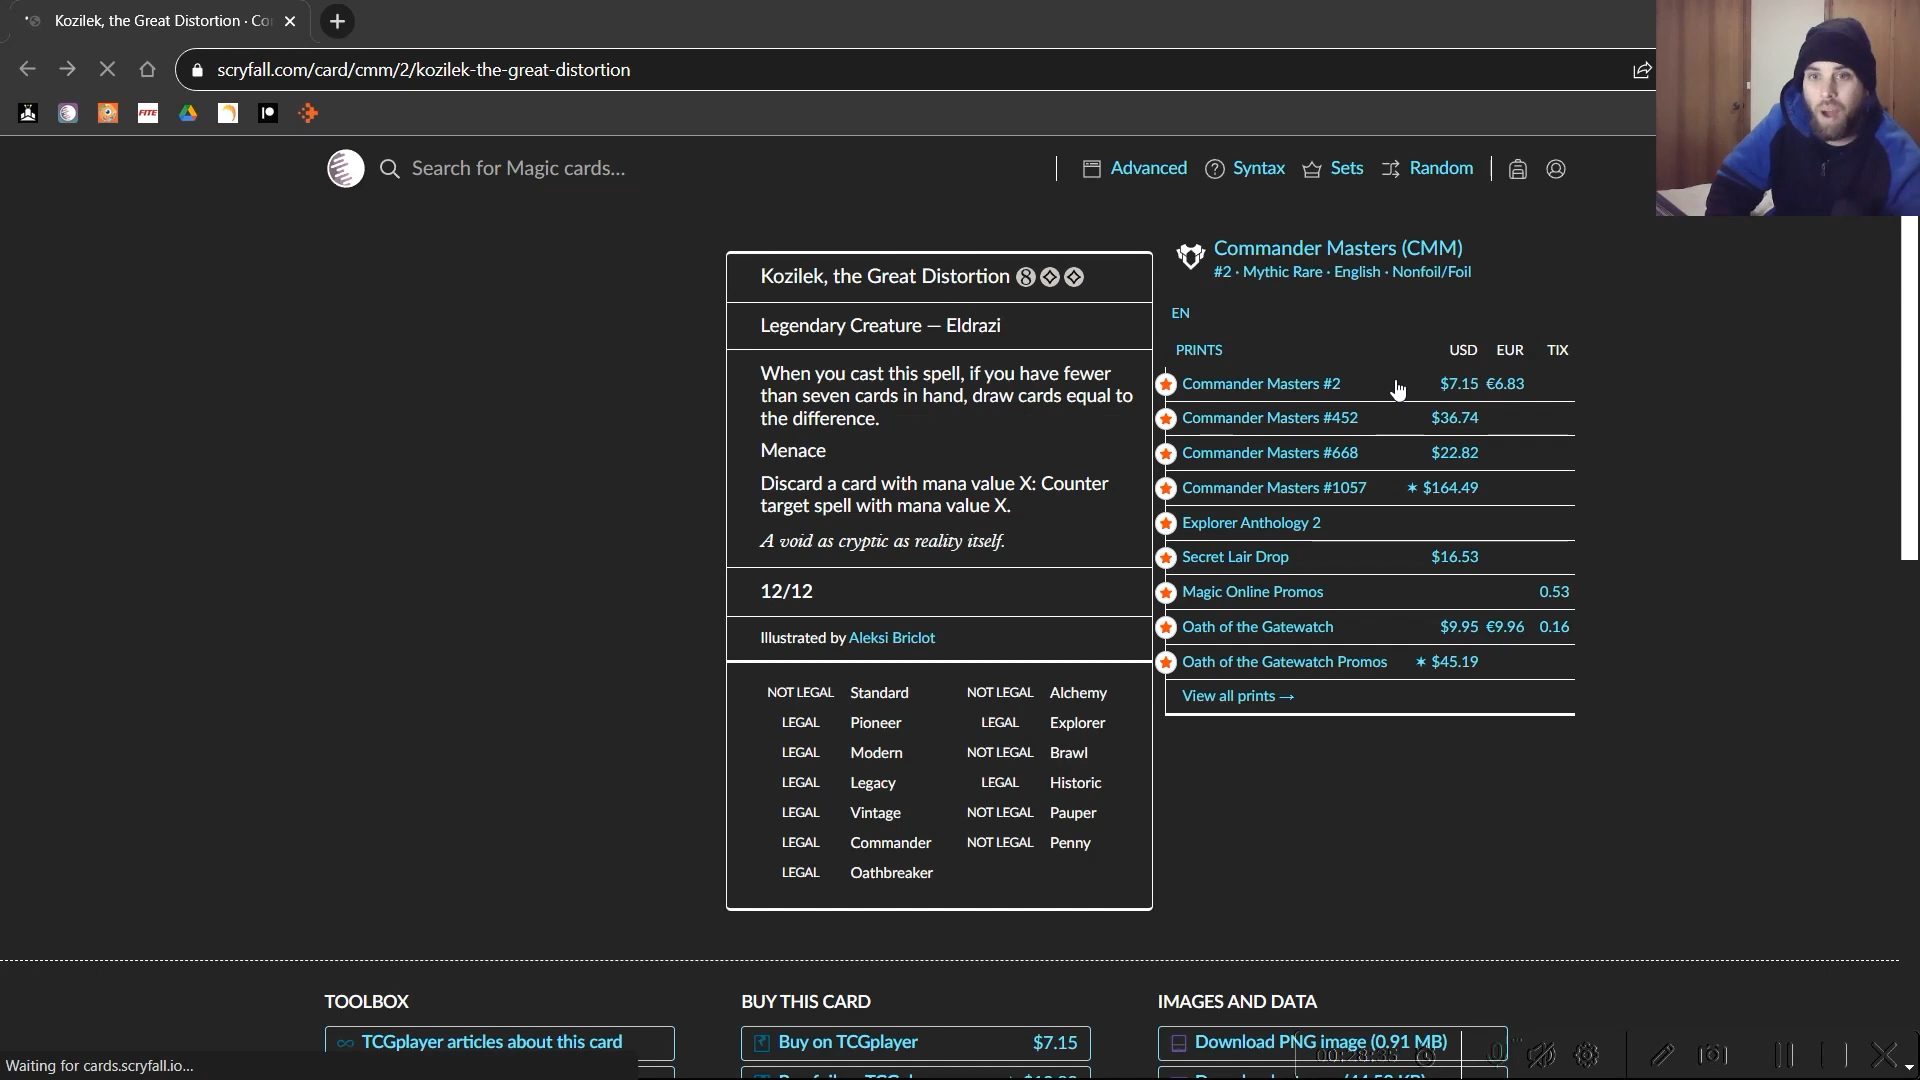 Kozilek, the Great Distortion · Co
scryfall.com/card/cmm/2/kozilek-the-great-distortion
FITE
Search for Magic cards...
Advanced
Syntax
Sets
Random
Kozilek, the Great Distortion 8
Legendary Creature — Eldrazi
When you cast this spell, if you have fewer
than seven cards in hand, draw cards equal to
the difference.
Menace
Discard a card with mana value X: Counter
target spell with mana value X.
A void as cryptic as reality itself.
12/12
Illustrated by Aleksi Briclot
NOT LEGAL Standard NOT LEGAL Alchemy
LEGAL Pioneer LEGAL Explorer
LEGAL Modern NOT LEGAL Brawl
LEGAL Legacy LEGAL Historic
LEGAL Vintage NOT LEGAL Pauper
LEGAL Commander NOT LEGAL Penny
LEGAL Oathbreaker
Commander Masters (CMM)
#2 · Mythic Rare · English · Nonfoil/Foil
EN
PRINTS USD EUR TIX
Commander Masters #2 $7.15 €6.83
Commander Masters #452 $36.74
Commander Masters #668 $22.82
Commander Masters #1057 ✶ $164.49
Explorer Anthology 2
Secret Lair Drop $16.53
Magic Online Promos 0.53
Oath of the Gatewatch $9.95 €9.96 0.16
Oath of the Gatewatch Promos ✶ $45.19
View all prints →
TOOLBOX
TCGplayer articles about this card
BUY THIS CARD
Buy on TCGplayer $7.15
IMAGES AND DATA
Download PNG image (0.91 MB)
00:28:35
Waiting for cards.scryfall.io...